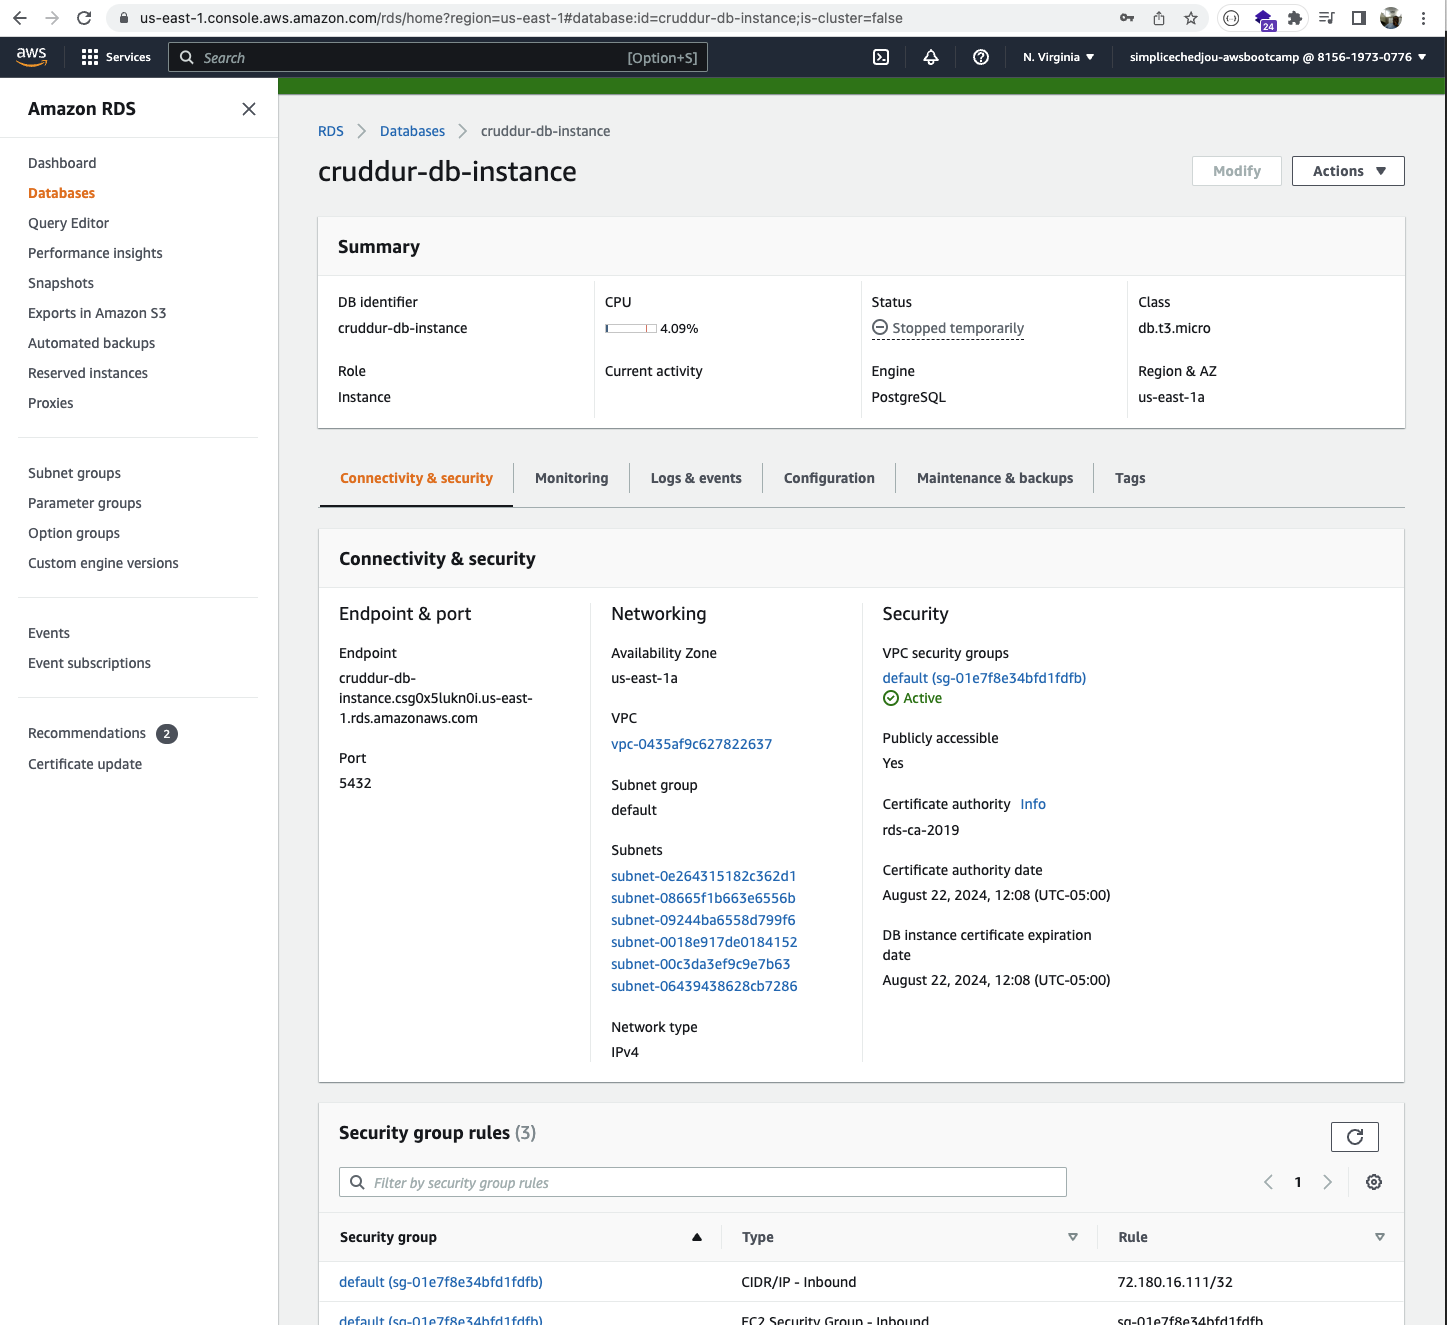 us-east-1.console.aws.amazon.com/rds/home?region=us-east-1#database:id=cruddur-db-instance;is-cluster=false
24
aws
Services
Search
[Option+S]
N. Virginia
simplicechedjou-awsbootcamp @ 8156-1973-0776
Amazon RDS
Dashboard
Databases
Query Editor
Performance insights
Snapshots
Exports in Amazon S3
Automated backups
Reserved instances
Proxies
Subnet groups
Parameter groups
Option groups
Custom engine versions
Events
Event subscriptions
Recommendations 2
Certificate update
RDS
Databases
cruddur-db-instance
cruddur-db-instance
Modify
Actions
Summary
DB identifier
cruddur-db-instance
Role
Instance
CPU
4.09%
Current activity
Status
Stopped temporarily
Engine
PostgreSQL
Class
db.t3.micro
Region & AZ
us-east-1a
Connectivity & security
Monitoring
Logs & events
Configuration
Maintenance & backups
Tags
Connectivity & security
Endpoint & port
Endpoint
cruddur-db-
instance.csg0x5lukn0i.us-east-
1.rds.amazonaws.com
Port
5432
Networking
Availability Zone
us-east-1a
VPC
vpc-0435af9c627822637
Subnet group
default
Subnets
subnet-0e264315182c362d1
subnet-08665f1b663e6556b
subnet-09244ba6558d799f6
subnet-0018e917de0184152
subnet-00c3da3ef9c9e7b63
subnet-06439438628cb7286
Network type
IPv4
Security
VPC security groups
default (sg-01e7f8e34bfd1fdfb)
Active
Publicly accessible
Yes
Certificate authority Info
rds-ca-2019
Certificate authority date
August 22, 2024, 12:08 (UTC-05:00)
DB instance certificate expiration
date
August 22, 2024, 12:08 (UTC-05:00)
Security group rules (3)
Filter by security group rules
1
Security group
Type
Rule
default (sg-01e7f8e34bfd1fdfb)
CIDR/IP - Inbound
72.180.16.111/32
default (sg-01e7f8e34bfd1fdfb)
EC2 Security Group - Inbound
sg-01e7f8e34bfd1fdfb